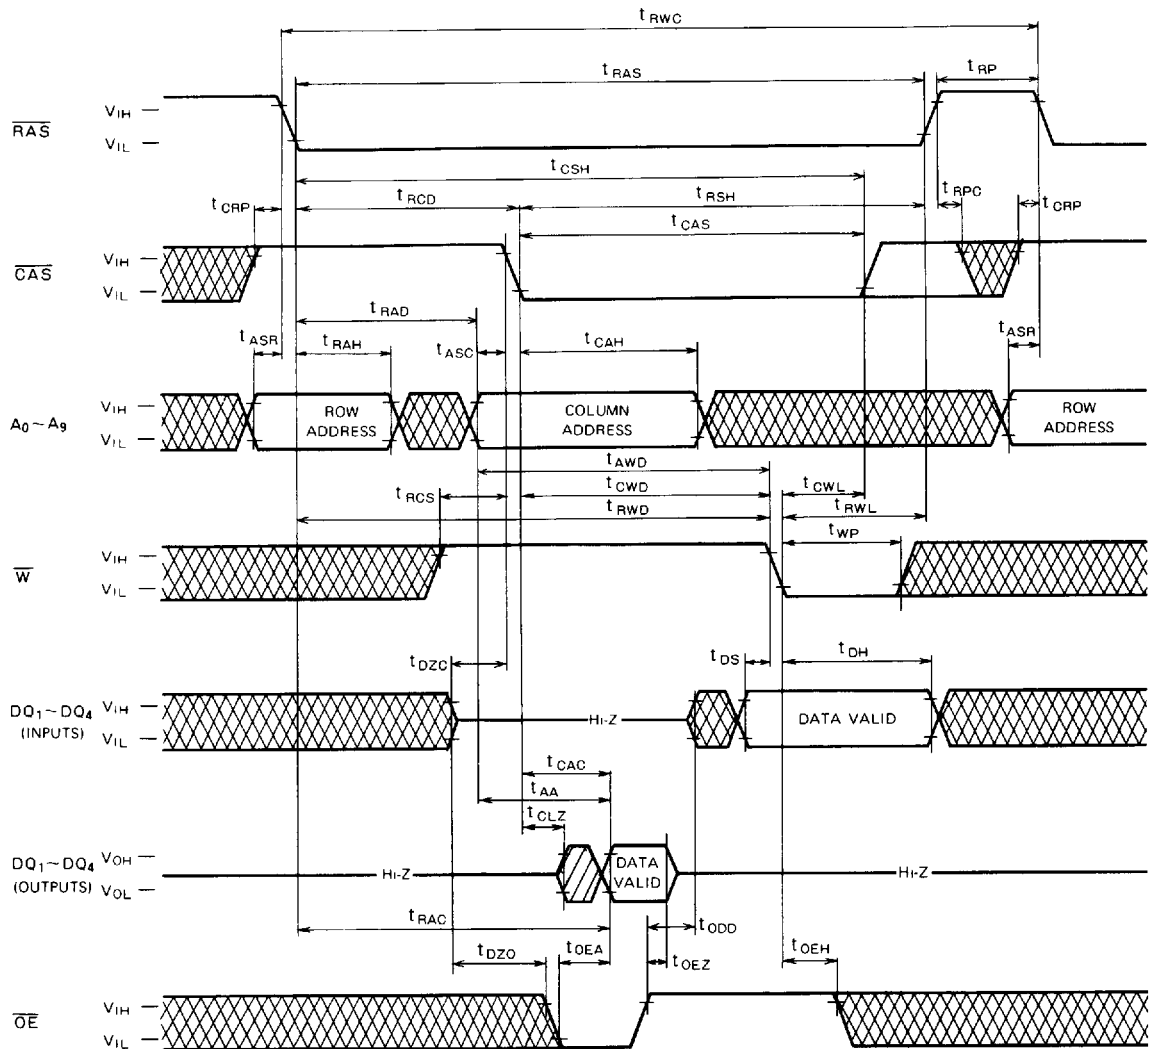 tRWC
tRAS
tRP
RAS
VIH
VIL
tCSH
tCRP
tRCD
tRSH
tRPC
tCRP
tCAS
CAS
VIH
VIL
tRAD
tASR
tRAH
tASC
tCAH
tASR
A0~A9
VIH
VIL
ROW
ADDRESS
COLUMN
ADDRESS
ROW
ADDRESS
tAWD
tRCS
tCWD
tCWL
tRWD
tRWL
tWP
W
VIH
VIL
tDZC
tDS
tDH
DQ1~DQ4
(INPUTS)
VIH
VIL
Hi-Z
DATA VALID
tCAC
tAA
tCLZ
DQ1~DQ4
(OUTPUTS)
VOH
VOL
Hi-Z
DATA
VALID
Hi-Z
tRAC
tODD
tDZO
tOEA
tOEZ
tOEH
OE
VIH
VIL